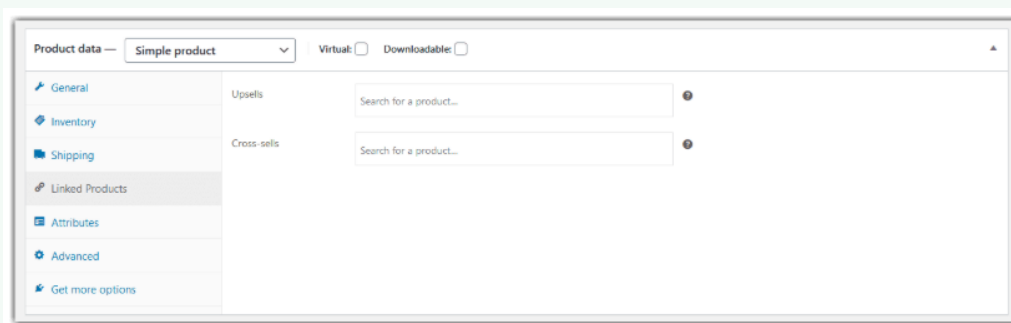 Product data — Simple product Virtual: Downloadable:
General
Upsells Search for a product...
Inventory
Cross-sells Search for a product...
Shipping
Linked Products
Attributes
Advanced
Get more options